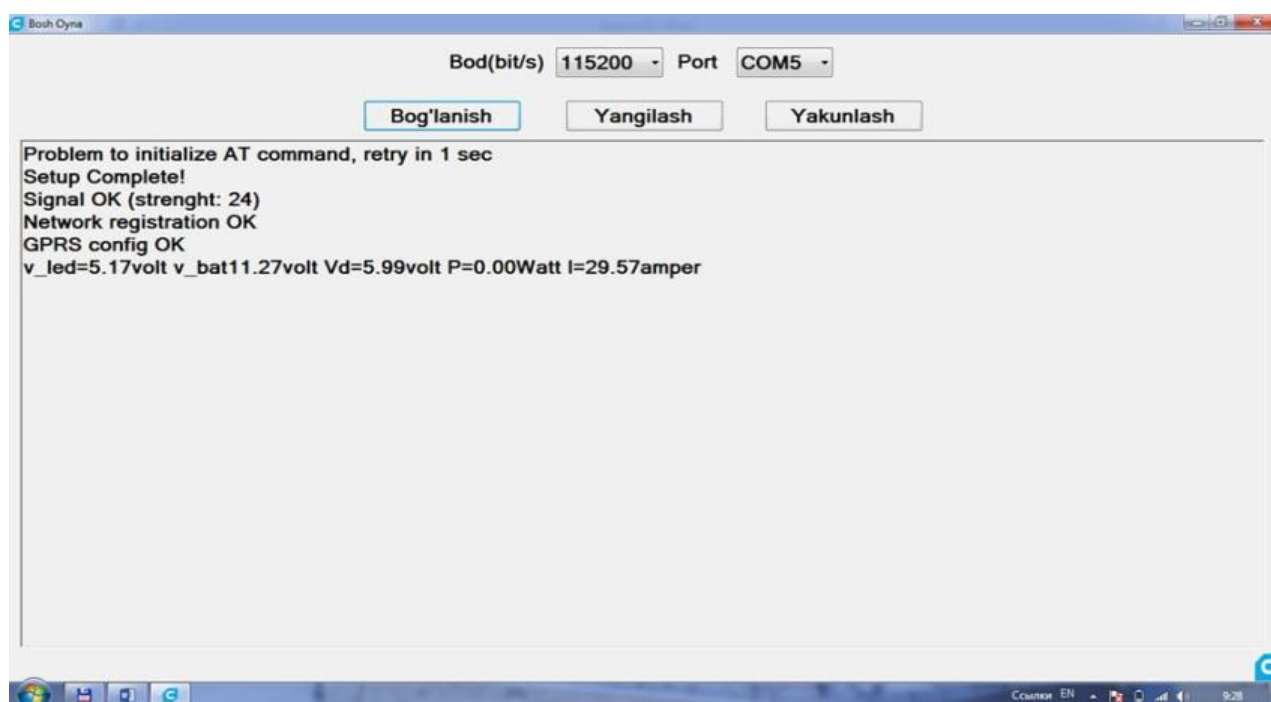 Bosh Oyna
Bod(bit/s) 115200 Port COM5
Bog'lanish Yangilash Yakunlash
Problem to initialize AT command, retry in 1 sec
Setup Complete!
Signal OK (strenght: 24)
Network registration OK
GPRS config OK
v_led=5.17volt v_bat11.27volt Vd=5.99volt P=0.00Watt I=29.57amper
Ссылки EN 9:28